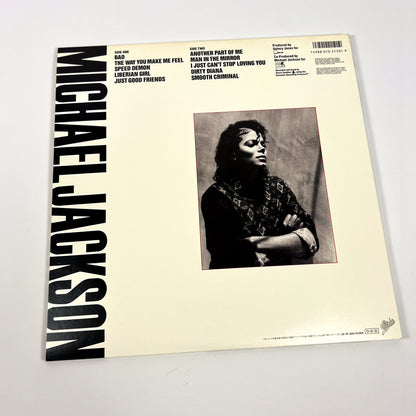 MICHAEL JACKSON
SIDE ONE
BAD
THE WAY YOU MAKE ME FEEL
SPEED DEMON
LIBERIAN GIRL
JUST GOOD FRIENDS
SIDE TWO
ANOTHER PART OF ME
MAN IN THE MIRROR
I JUST CAN'T STOP LOVING YOU
DIRTY DIANA
SMOOTH CRIMINAL
Produced by
Quincy Jones for
Co-Produced by
Michael Jackson for
Epic